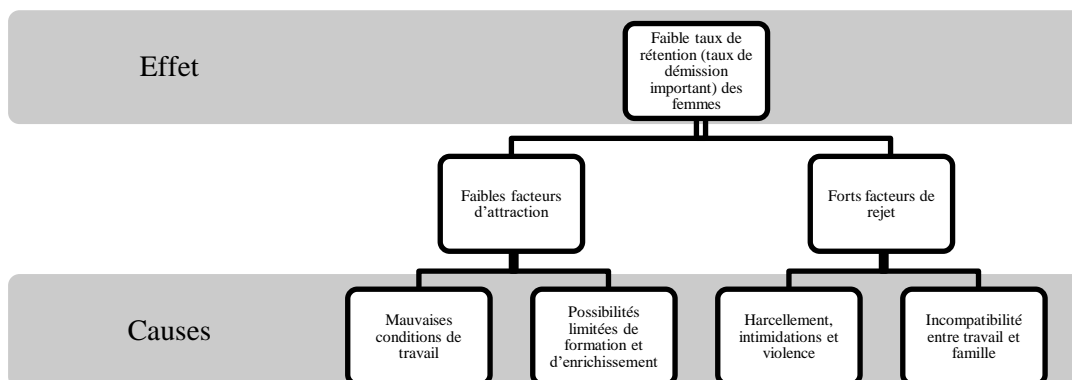 Effet
Faible taux de
rétention (taux de
démission
important) des
femmes
Faibles facteurs
d'attraction
Forts facteurs de
rejet
Causes
Mauvaises
conditions de
travail
Possibilités
limitées de
formation et
d'enrichissement
Harcellement,
intimidations et
violence
Incompatibilité
entre travail et
famille